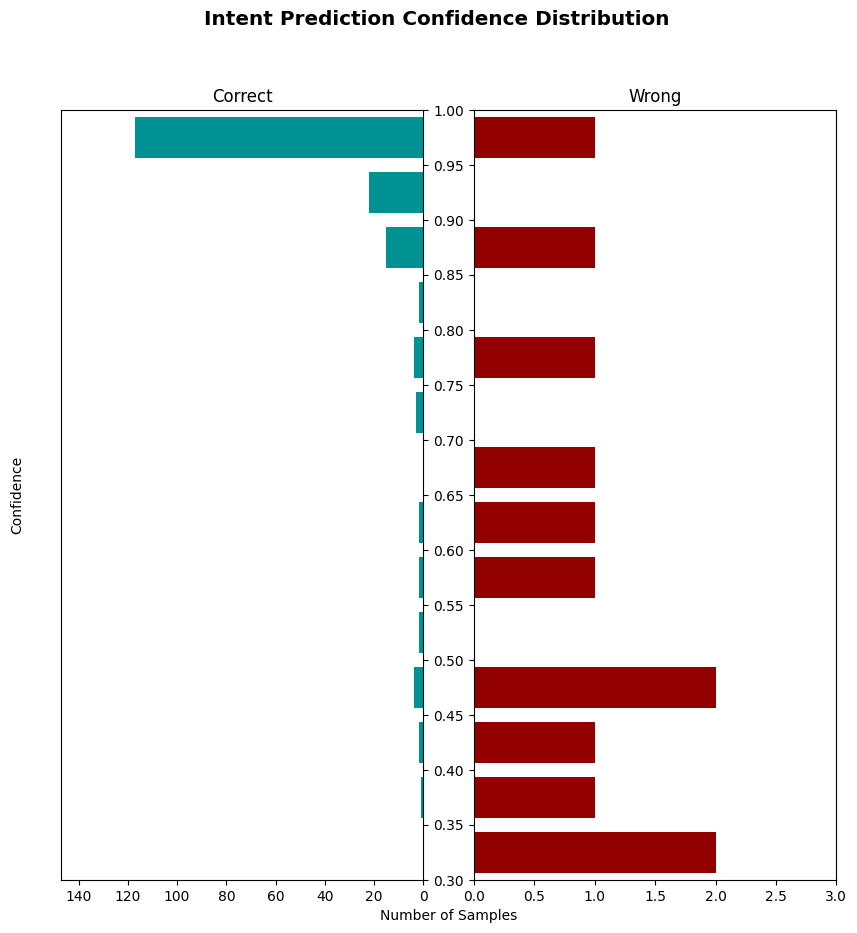 Intent Prediction Confidence Distribution
Correct
Wrong
1.00
0.95
0.90
0.85
0.80
0.75
0.70
0.65
0.60
0.55
0.50
0.45
0.40
0.35
0.30
Confidence
140 120 100 80 60 40 20 0
0.0 0.5 1.0 1.5 2.0 2.5 3.0
Number of Samples